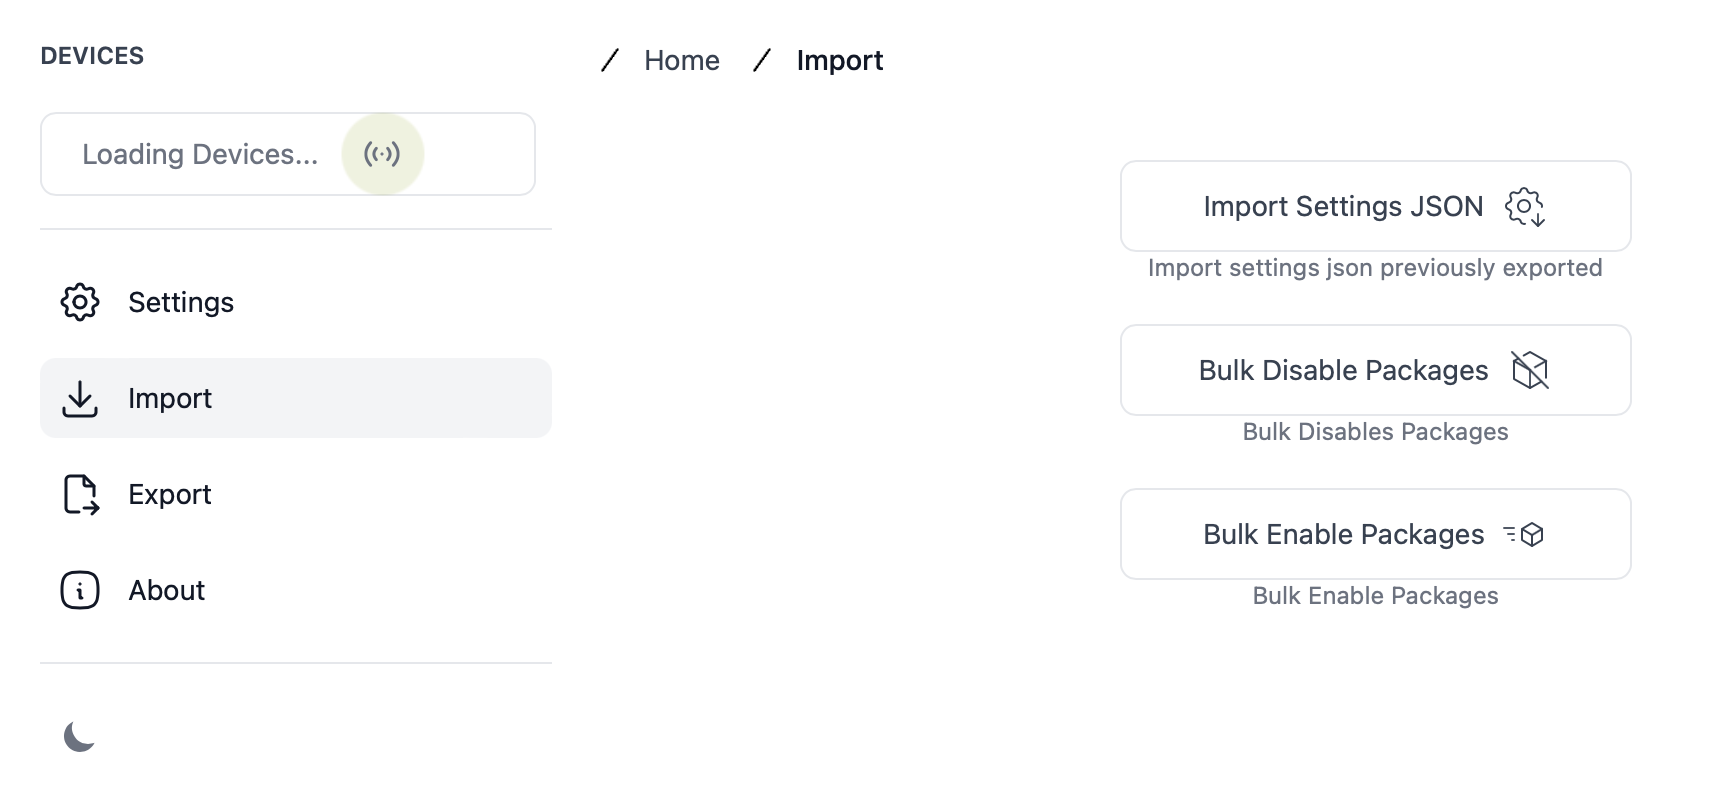 DEVICES
Loading Devices...
Settings
Import
Export
About
/ Home / Import
Import Settings JSON
Import settings json previously exported
Bulk Disable Packages
Bulk Disables Packages
Bulk Enable Packages
Bulk Enable Packages